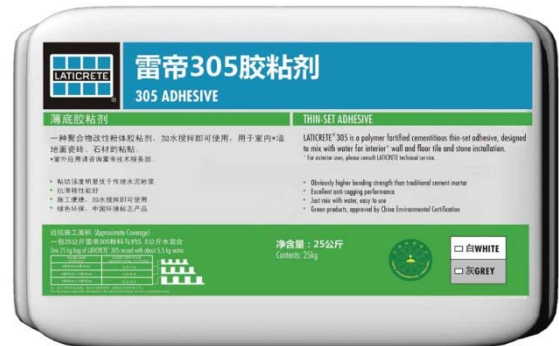 LATICRETE
雷帝305胶粘剂
305 ADHESIVE
薄底胶粘剂
THIN-SET ADHESIVE
一种聚合物改性粉体胶粘剂，加水搅拌即可使用，用于室内*墙
地面瓷砖、石材的粘贴。
*室外应用请咨询雷帝技术服务部.
LATICRETE® 305 is a polymer fortified cementitious thin-set adhesive, designed
to mix with water for interior* wall and floor tile and stone installation.
* For exterior use, please consult LATICRETE technical service.
• 粘结强度明显优于传统水泥砂浆
• 抗滑移性能好
• 施工便捷，加水搅拌即可使用
• 绿色环保，中国环境标志产品
• Obviously higher bonding strength than traditional cement mortar
• Excellent anti-sagging performance
• Just mix with water, easy to use
• Green products, approved by China Environmental Certification
近似施工面积 (Approximate Coverage)
一包25公斤雷帝305粉料与约5.5公斤水混合
One 25 kg bag of LATICRETE® 305 mixed with about 5.5 kg water
净含量：25公斤
Contents: 25kg
白WHITE
灰GREY